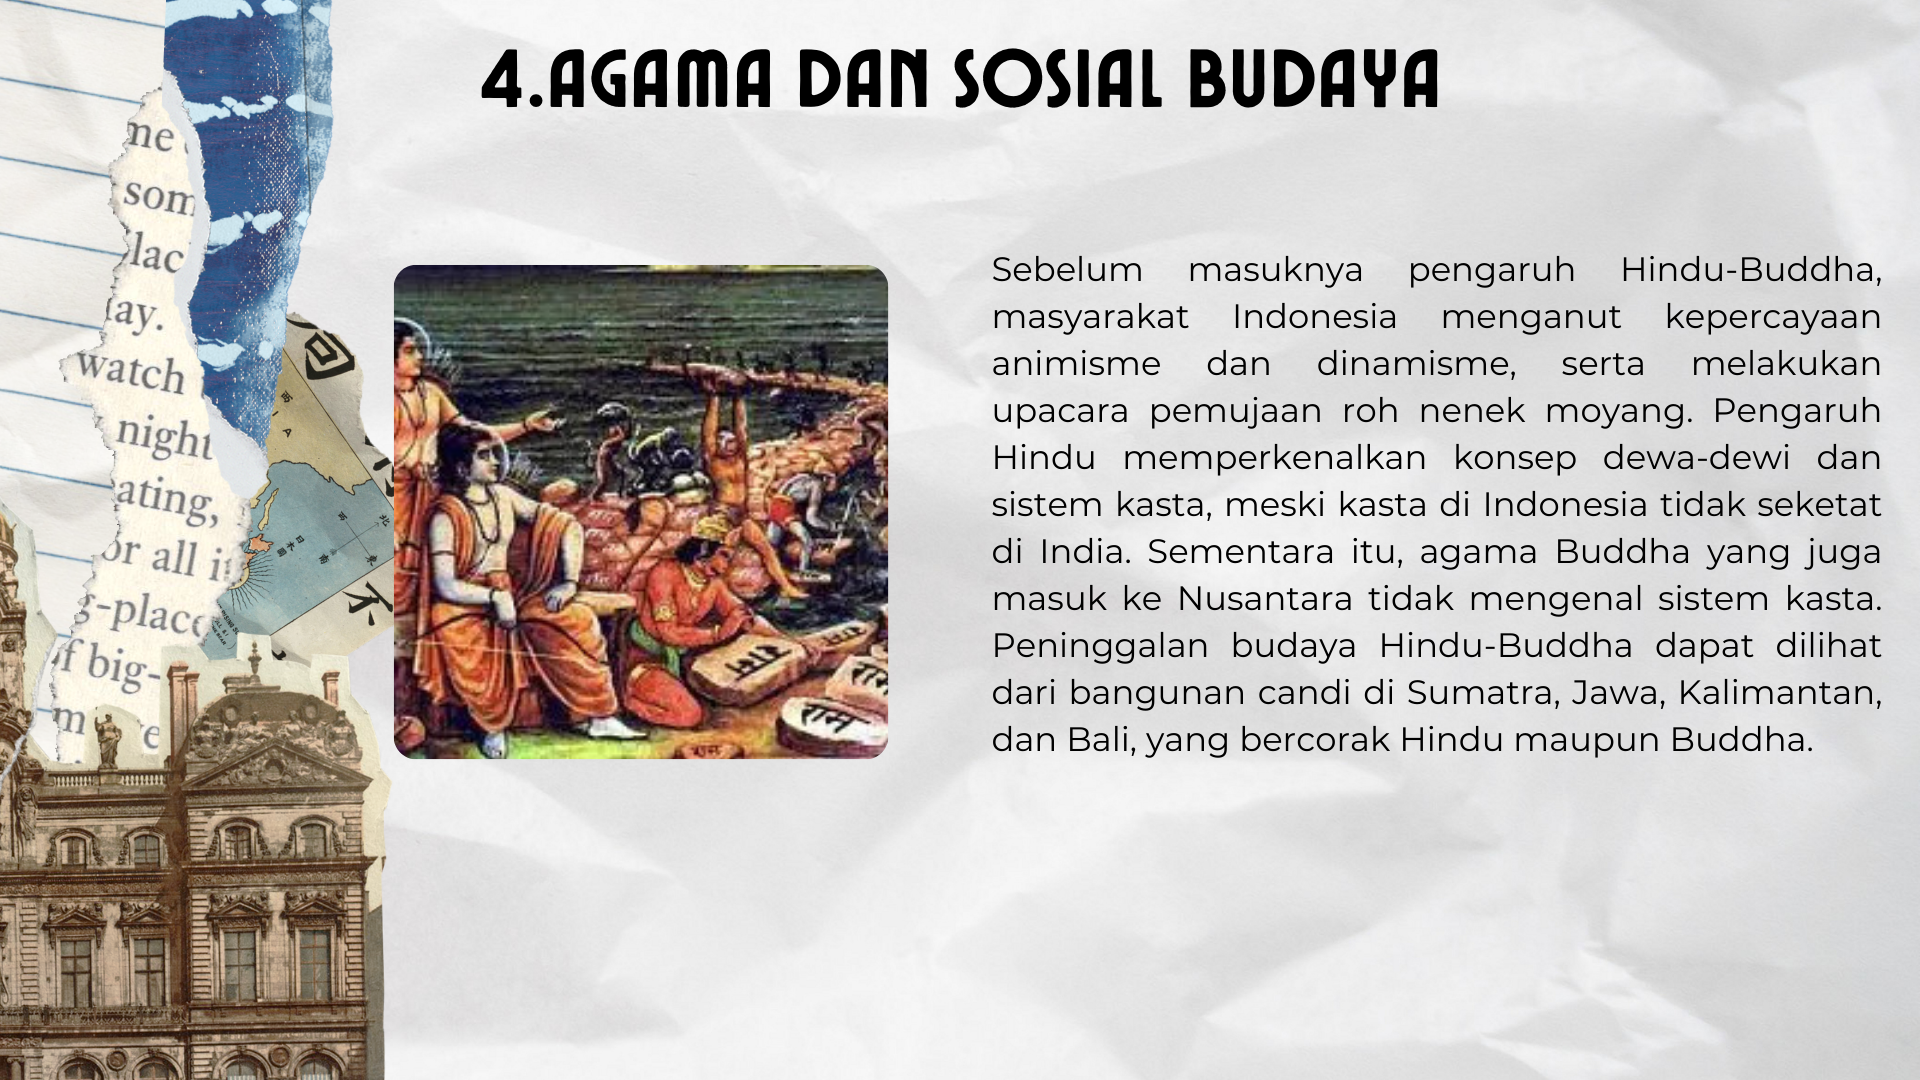 4.AGAMA DAN SOSIAL BUDAYA
Sebelum masuknya pengaruh Hindu-Buddha,
masyarakat Indonesia menganut kepercayaan
animisme dan dinamisme, serta melakukan
upacara pemujaan roh nenek moyang. Pengaruh
Hindu memperkenalkan konsep dewa-dewi dan
sistem kasta, meski kasta di Indonesia tidak seketat
di India. Sementara itu, agama Buddha yang juga
masuk ke Nusantara tidak mengenal sistem kasta.
Peninggalan budaya Hindu-Buddha dapat dilihat
dari bangunan candi di Sumatra, Jawa, Kalimantan,
dan Bali, yang bercorak Hindu maupun Buddha.
me
som
lac
ay.
watch
night
ating,
or all i
g-place
f big-
m
राम